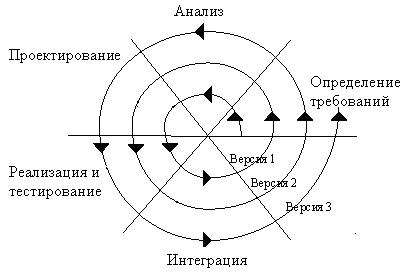 Анализ
Проектирование
Определение
требований
Версия 1
Реализация и
тестирование
Версия 2
Версия 3
Интеграция